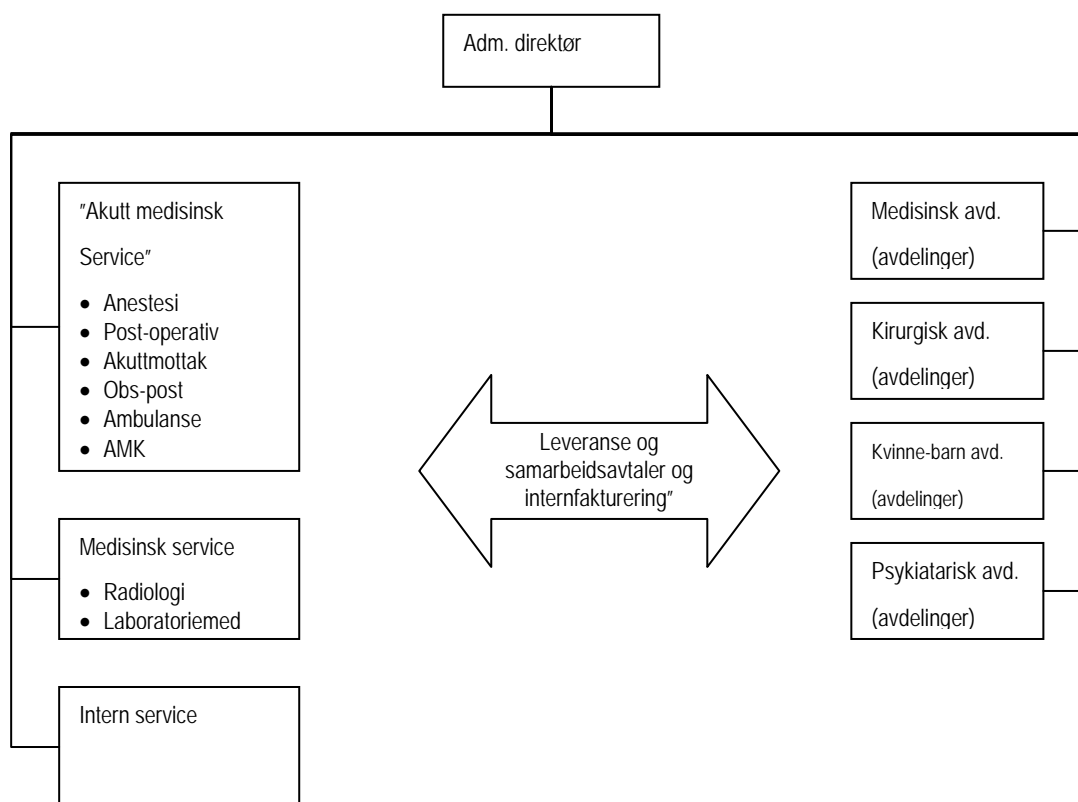 Adm. direktør
"Akutt medisinsk
Service"
• Anestesi
• Post-operativ
• Akuttmottak
• Obs-post
• Ambulanse
• AMK
Medisinsk service
• Radiologi
• Laboratoriemed
Intern service
Leveranse og
samarbeidsavtaler og
internfakturering"
Medisinsk avd.
(avdelinger)
Kirurgisk avd.
(avdelinger)
Kvinne-barn avd.
(avdelinger)
Psykiatarisk avd.
(avdelinger)